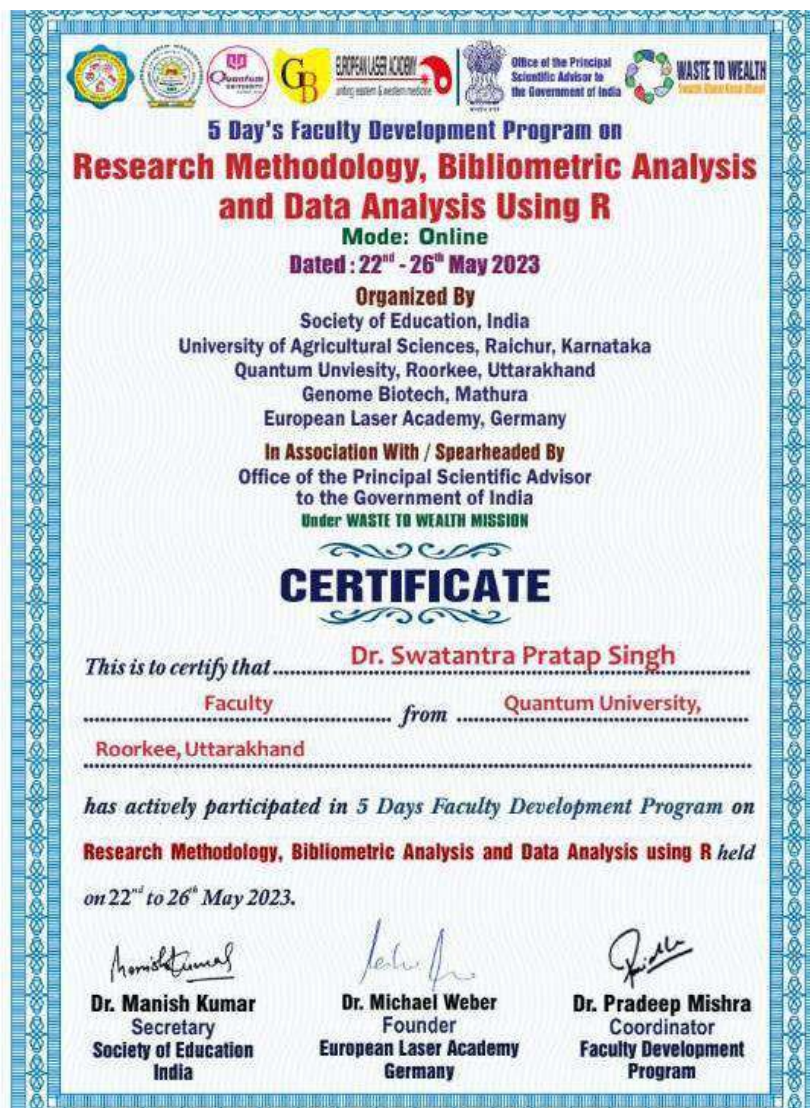 Quantum
UNIVERSITY
GB
EUROPEAN LASER ACADEMY
uniting eastern & western medicine
Office of the Principal
Scientific Advisor to
the Government of India
WASTE TO WEALTH
5 Day's Faculty Development Program on
Research Methodology, Bibliometric Analysis
and Data Analysis Using R
Mode: Online
Dated : 22nd - 26th May 2023
Organized By
Society of Education, India
University of Agricultural Sciences, Raichur, Karnataka
Quantum Unviesity, Roorkee, Uttarakhand
Genome Biotech, Mathura
European Laser Academy, Germany
In Association With / Spearheaded By
Office of the Principal Scientific Advisor
to the Government of India
Under WASTE TO WEALTH MISSION
CERTIFICATE
This is to certify that Dr. Swatantra Pratap Singh
Faculty from Quantum University,
Roorkee, Uttarakhand
has actively participated in 5 Days Faculty Development Program on
Research Methodology, Bibliometric Analysis and Data Analysis using R held
on 22nd to 26th May 2023.
Dr. Manish Kumar
Secretary
Society of Education
India
Dr. Michael Weber
Founder
European Laser Academy
Germany
Dr. Pradeep Mishra
Coordinator
Faculty Development
Program